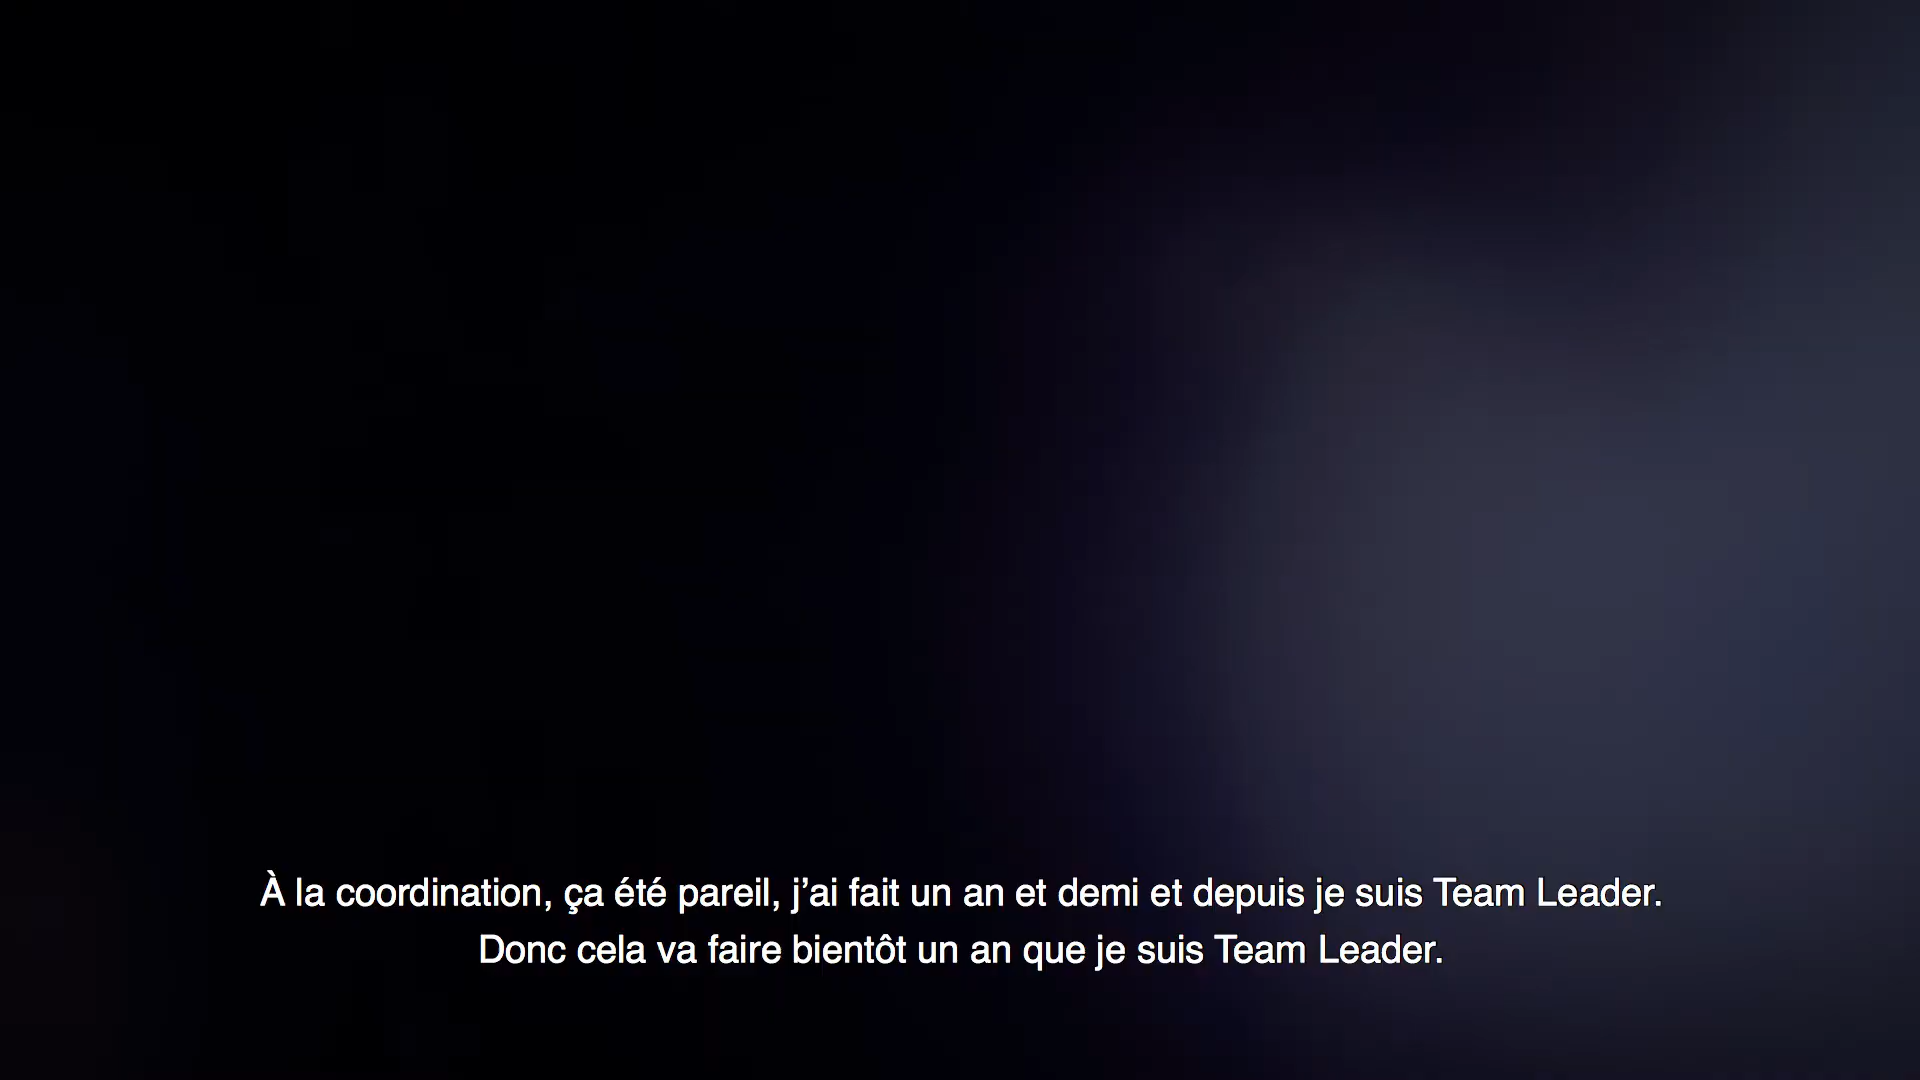 À la coordination, ça été pareil, j’ai fait un an et demi et depuis je suis Team Leader.
Donc cela va faire bientôt un an que je suis Team Leader.